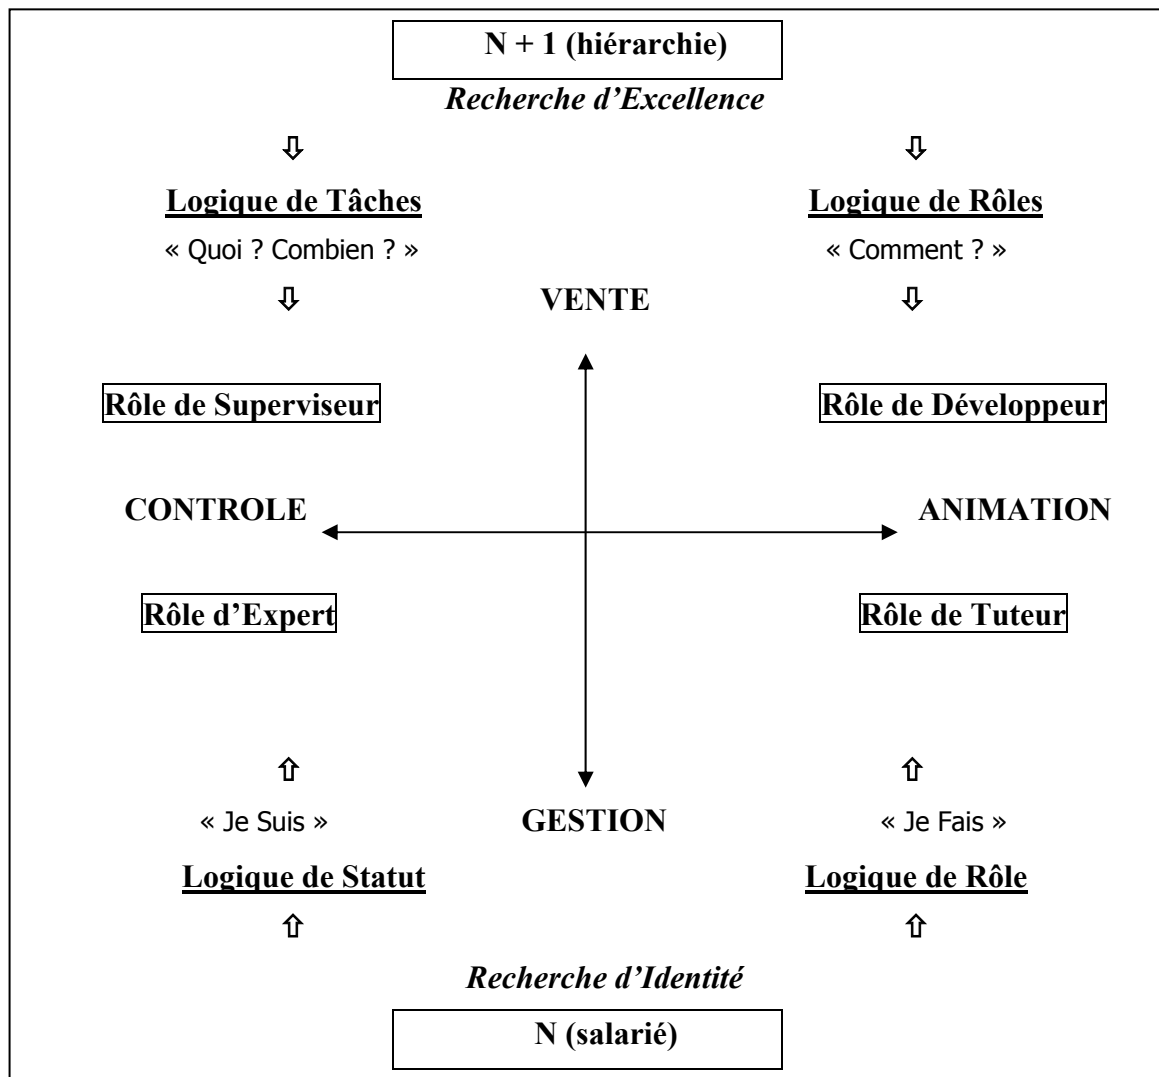 N + 1 (hiérarchie)
Recherche d’Excellence
⇩ ⇩
Logique de Tâches Logique de Rôles
« Quoi ? Combien ? » « Comment ? »
⇩ VENTE ⇩
Rôle de Superviseur Rôle de Développeur
CONTROLE ANIMATION
Rôle d’Expert Rôle de Tuteur
⇧ ⇧
« Je Suis » GESTION « Je Fais »
Logique de Statut Logique de Rôle
⇧ ⇧
Recherche d’Identité
N (salarié)